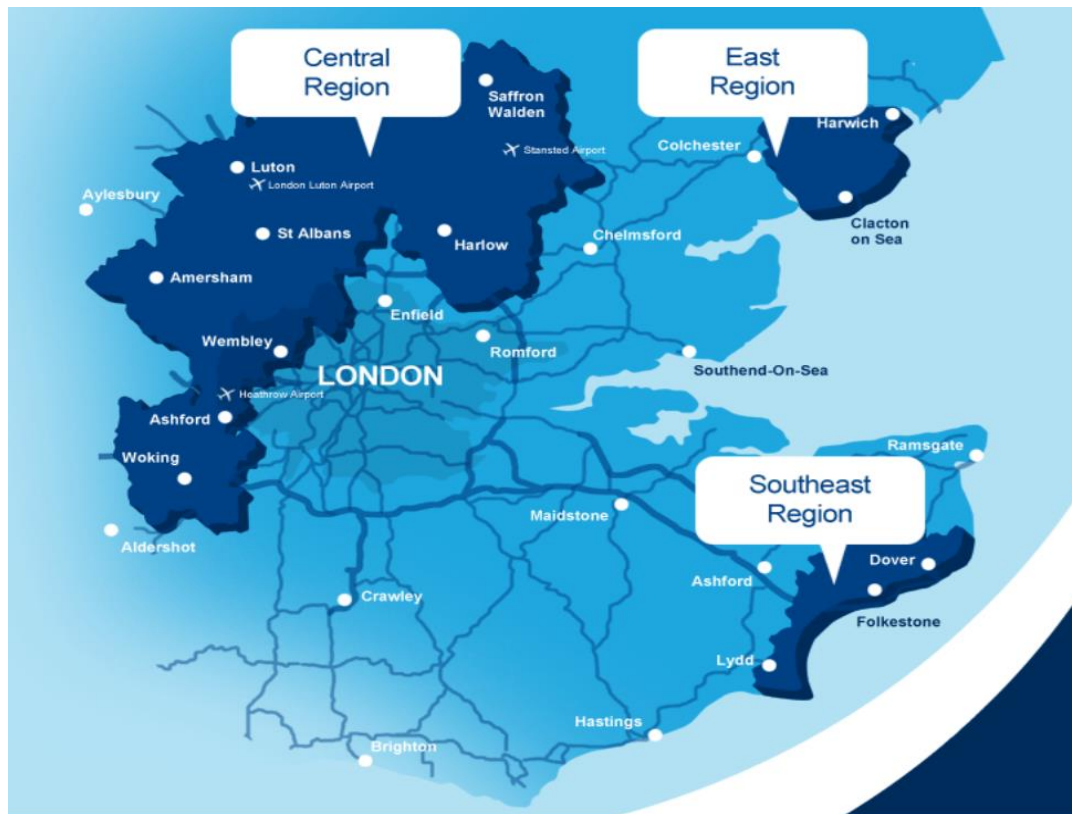 Central
Region
East
Region
Saffron
Walden
Harwich
Stansted Airport
Colchester
Luton
London Luton Airport
Aylesbury
Clacton
on Sea
St Albans
Harlow
Chelmsford
Amersham
Enfield
Wembley
Romford
LONDON
Southend-On-Sea
Heathrow Airport
Ashford
Woking
Ramsgate
Southeast
Region
Maidstone
Aldershot
Dover
Ashford
Crawley
Folkestone
Lydd
Hastings
Brighton